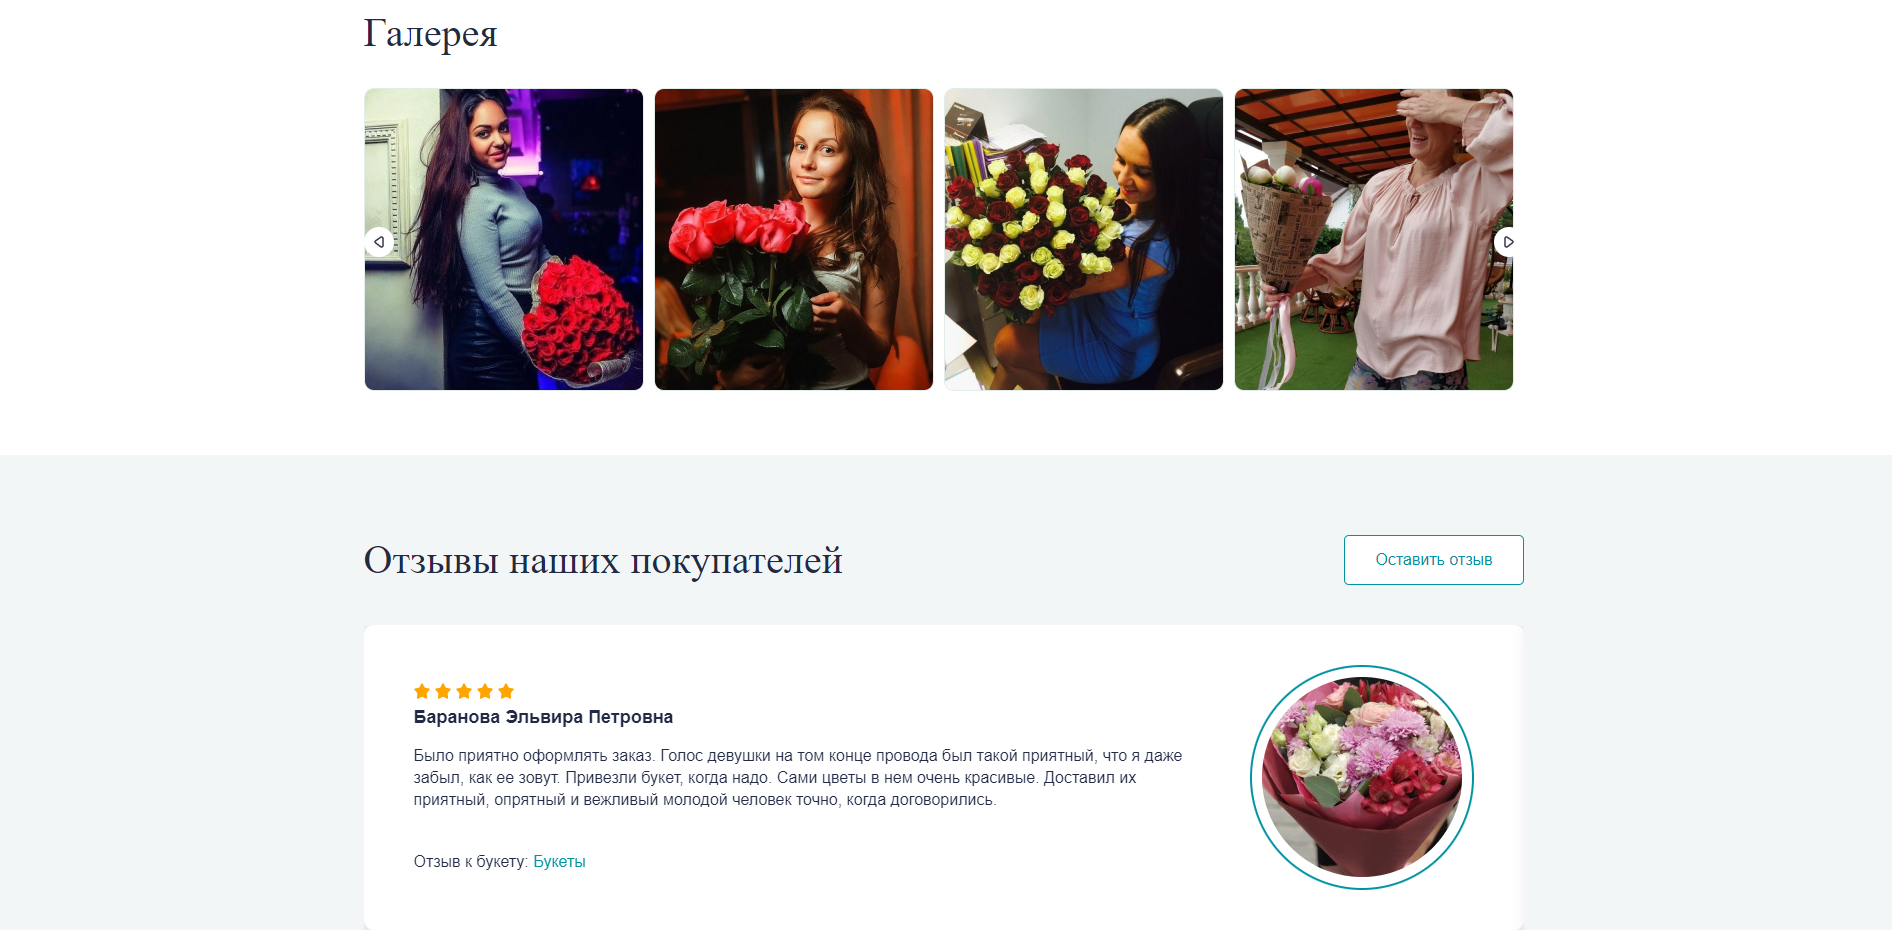 Галерея
Отзывы наших покупателей
Оставить отзыв
Баранова Эльвира Петровна
Было приятно оформлять заказ. Голос девушки на том конце провода был такой приятный, что я даже
забыл, как ее зовут. Привезли букет, когда надо. Сами цветы в нем очень красивые. Доставил их
приятный, опрятный и вежливый молодой человек точно, когда договорились.
Отзыв к букету: Букеты